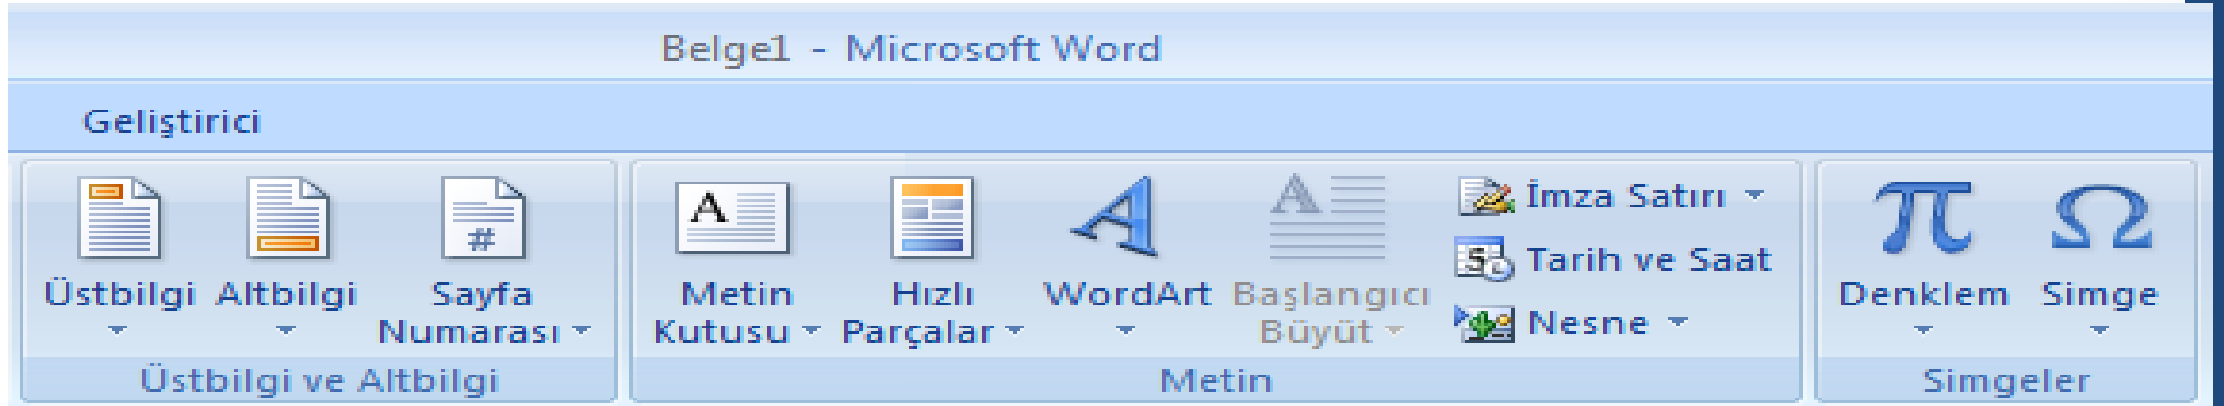 Belge1 - Microsoft Word
Geliştirici
Üstbilgi
Altbilgi
Sayfa
Numarası
Üstbilgi ve Altbilgi
A
Metin
Kutusu
Hızlı
Parçalar
A
WordArt
A
Başlangıcı
Büyüt
İmza Satırı
5
Tarih ve Saat
Nesne
Metin
π
Denklem
Ω
Simge
Simgeler
#